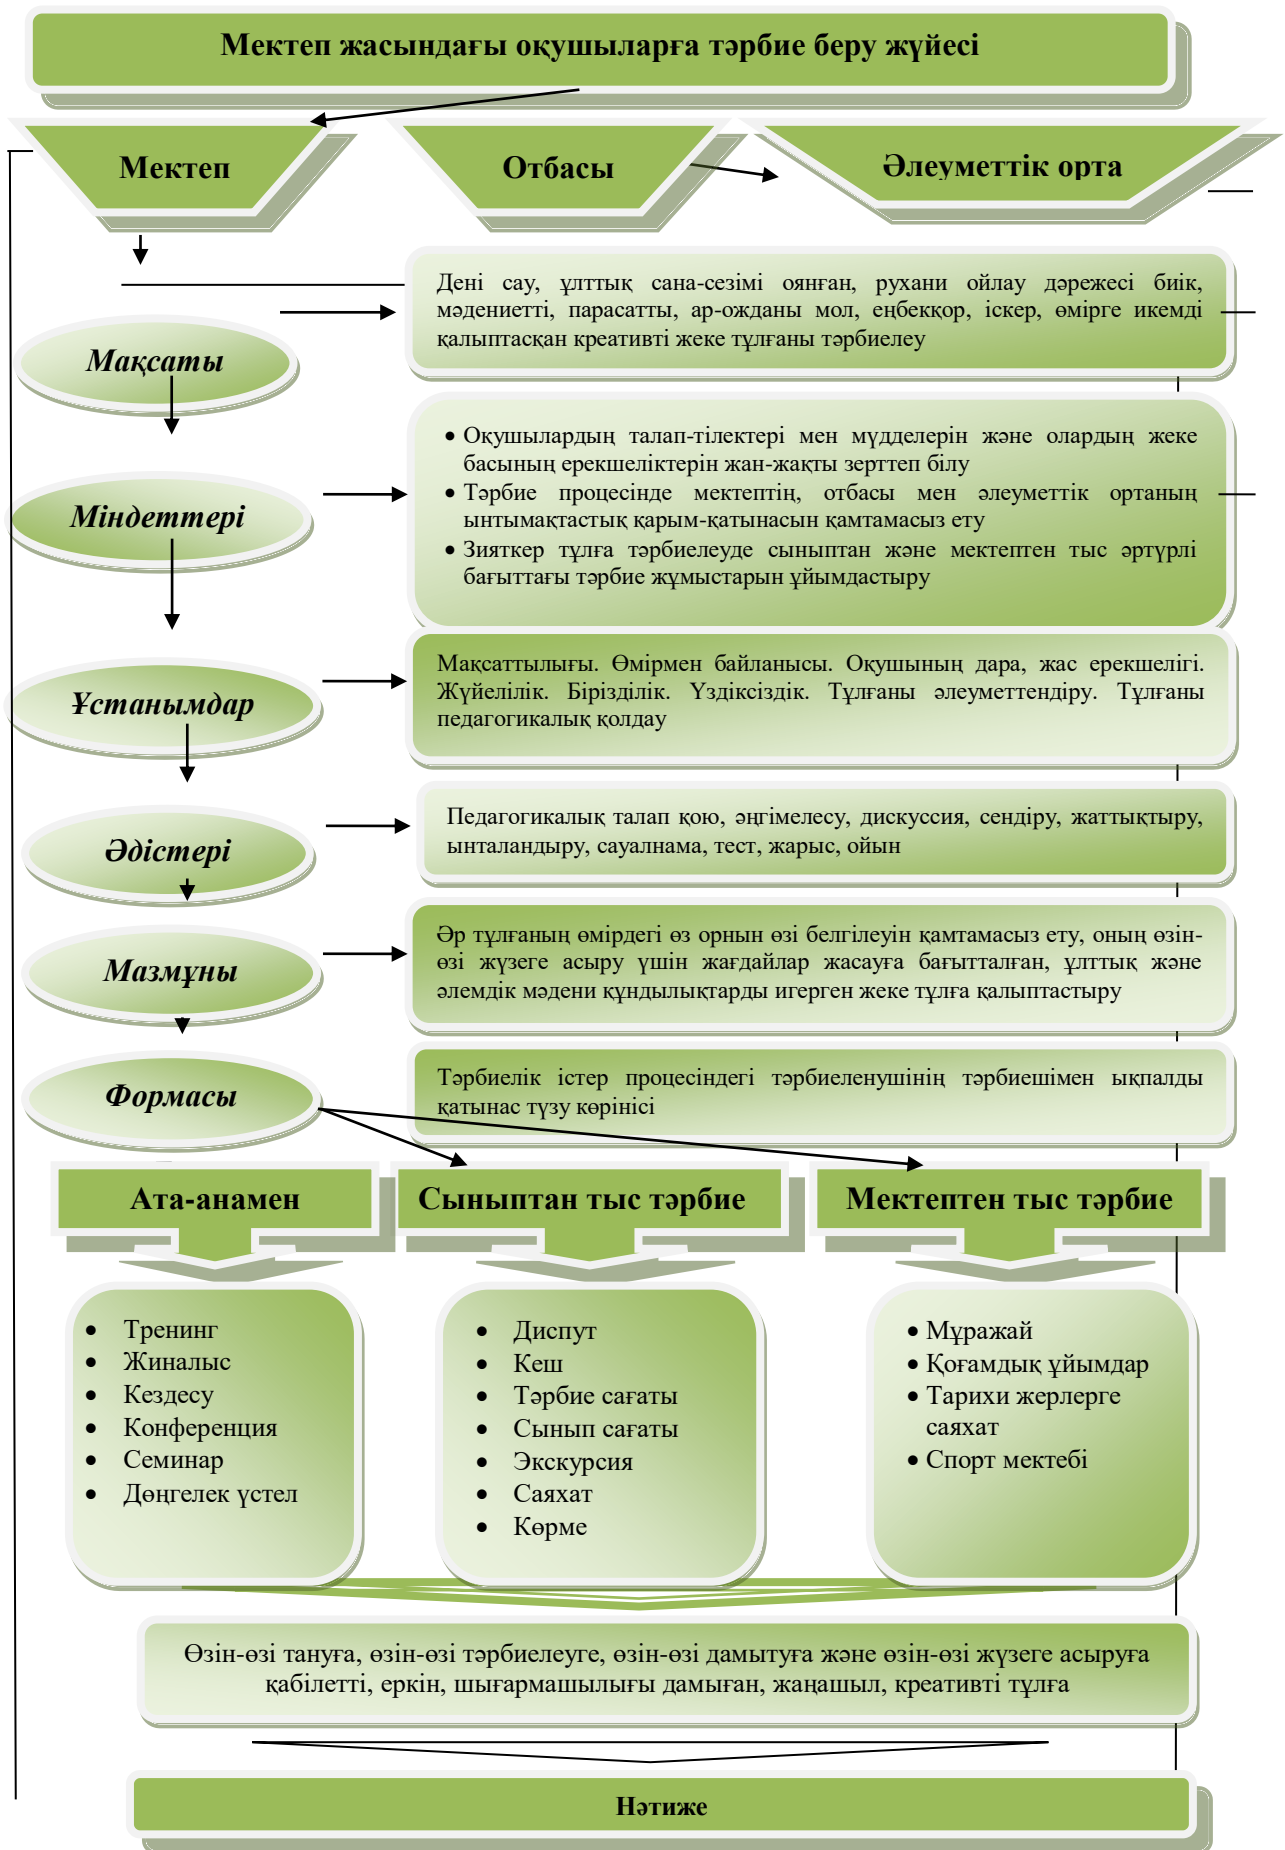 Мектеп жасындағы оқушыларға тәрбие беру жүйесі
Мектеп
Отбасы
Әлеуметтік орта
Мақсаты
Дені сау, ұлттық сана-сезімі оянған, рухани ойлау дәрежесі биік,
мәдениетті, парасатты, ар-ожданы мол, еңбекқор, іскер, өмірге икемді
қалыптасқан креативті жеке тұлғаны тәрбиелеу
Міндеттері
• Оқушылардың талап-тілектері мен мүдделерін және олардың жеке
басының ерекшеліктерін жан-жақты зерттеп білу
• Тәрбие процесінде мектептің, отбасы мен әлеуметтік ортаның
ынтымақтастық қарым-қатынасын қамтамасыз ету
• Зияткер тұлға тәрбиелеуде сыныптан және мектептен тыс әртүрлі
бағыттағы тәрбие жұмыстарын ұйымдастыру
Ұстанымдар
Мақсаттылығы. Өмірмен байланысы. Оқушының дара, жас ерекшелігі.
Жүйелілік. Бірізділік. Үздіксіздік. Тұлғаны әлеуметтендіру. Тұлғаны
педагогикалық қолдау
Әдістері
Педагогикалық талап қою, әңгімелесу, дискуссия, сендіру, жаттықтыру,
ынталандыру, сауалнама, тест, жарыс, ойын
Мазмұны
Әр тұлғаның өмірдегі өз орнын өзі белгілеуін қамтамасыз ету, оның өзін-
өзі жүзеге асыру үшін жағдайлар жасауға бағытталған, ұлттық және
әлемдік мәдени құндылықтарды игерген жеке тұлға қалыптастыру
Формасы
Тәрбиелік істер процесіндегі тәрбиеленушінің тәрбиешімен ықпалды
қатынас түзу көрінісі
Ата-анамен
• Тренинг
• Жиналыс
• Кездесу
• Конференция
• Семинар
• Дөңгелек үстел
Сыныптан тыс тәрбие
• Диспут
• Кеш
• Тәрбие сағаты
• Сынып сағаты
• Экскурсия
• Саяхат
• Көрме
Мектептен тыс тәрбие
• Мұражай
• Қоғамдық ұйымдар
• Тарихи жерлерге
саяхат
• Спорт мектебі
Өзін-өзі тануға, өзін-өзі тәрбиелеуге, өзін-өзі дамытуға және өзін-өзі жүзеге асыруға
қабілетті, еркін, шығармашылығы дамыған, жаңашыл, креативті тұлға
Нәтиже